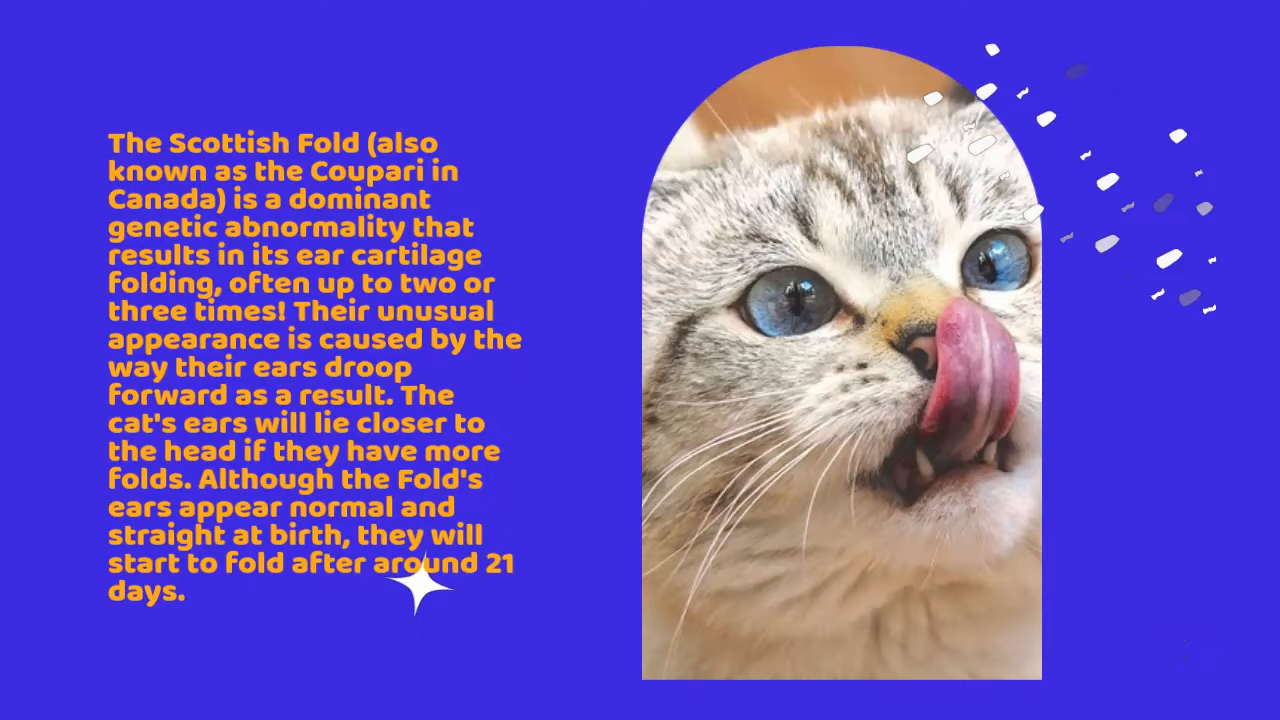 The Scottish Fold (also
known as the Coupari in
Canada) is a dominant
genetic abnormality that
results in its ear cartilage
folding, often up to two or
three times! Their unusual
appearance is caused by the
way their ears droop
forward as a result. The
cat's ears will lie closer to
the head if they have more
folds. Although the Fold's
ears appear normal and
straight at birth, they will
start to fold after around 21
days.